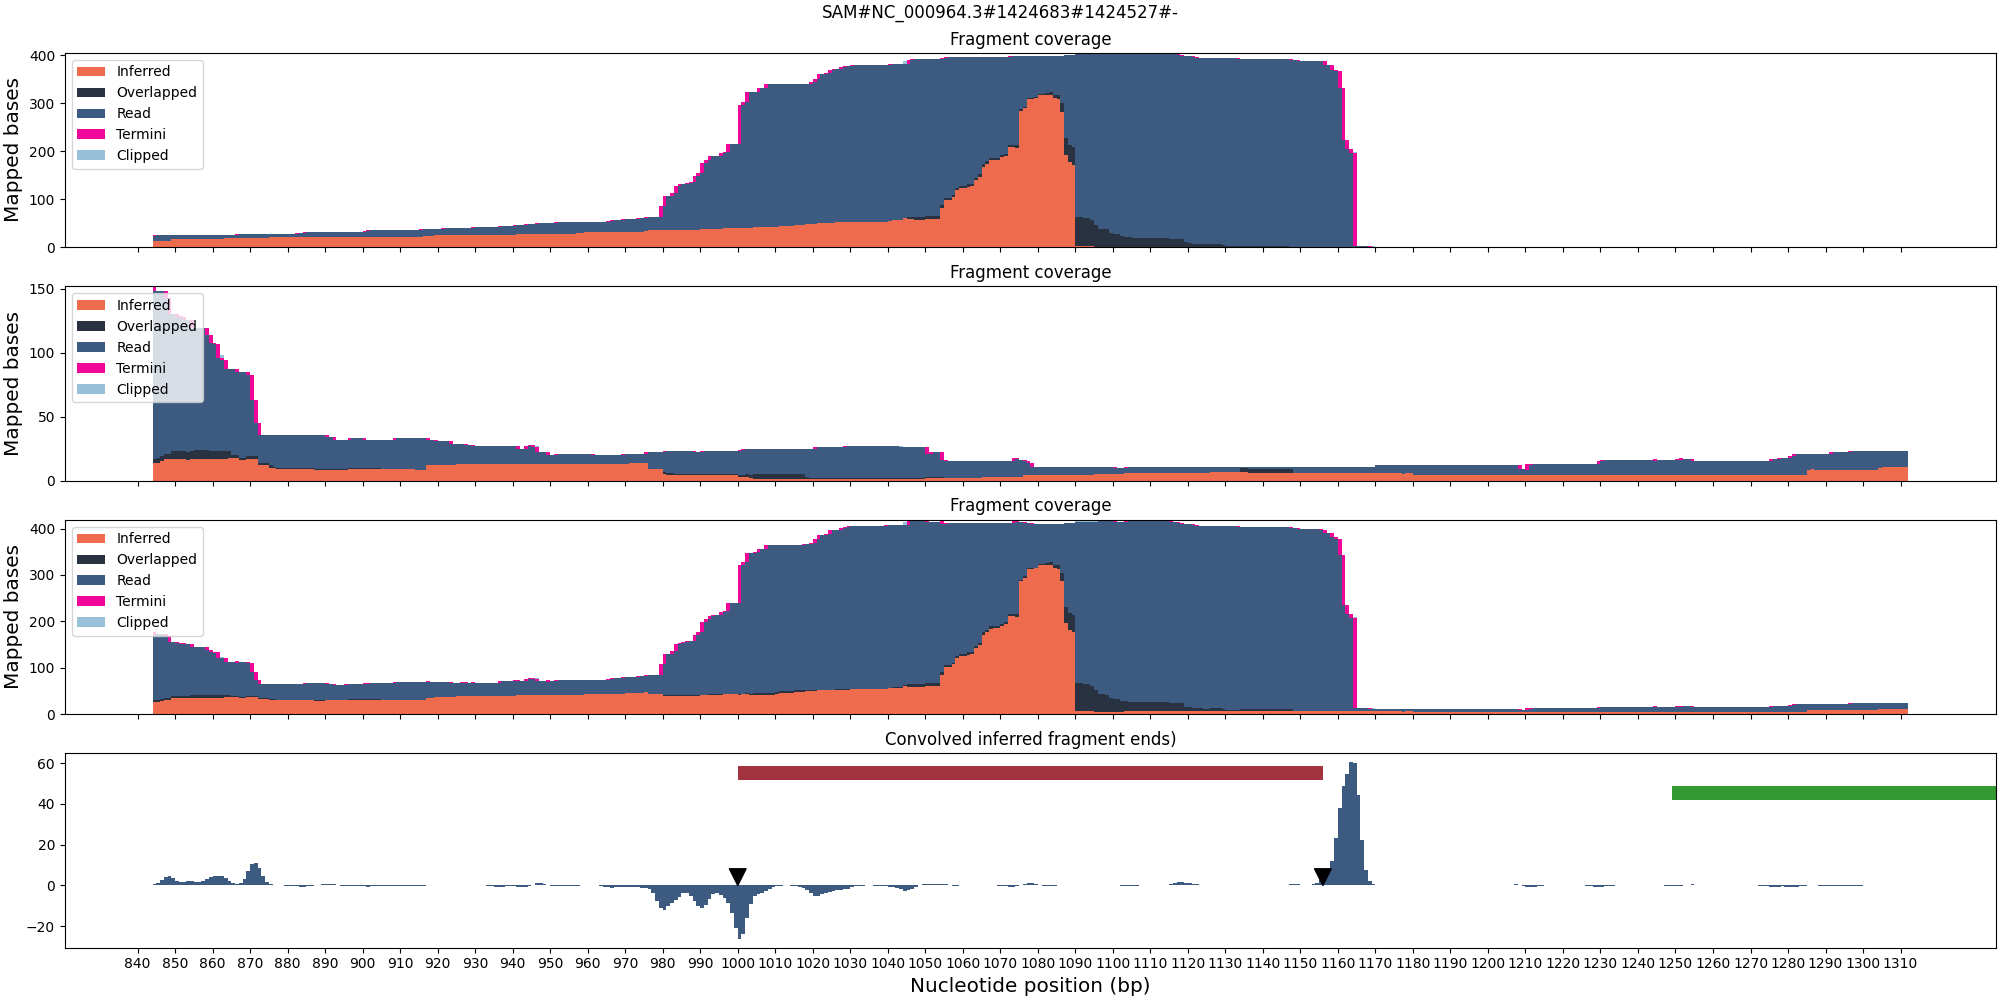 SAM#NC_000964.3#1424683#1424527#-
Fragment coverage
Mapped bases
400
300
200
100
0
Inferred
Overlapped
Read
Termini
Clipped
Fragment coverage
Mapped bases
150
100
50
0
Inferred
Overlapped
Read
Termini
Clipped
Fragment coverage
Mapped bases
400
300
200
100
0
Inferred
Overlapped
Read
Termini
Clipped
Convolved inferred fragment ends)
60
40
20
0
−20
840 850 860 870 880 890 900 910 920 930 940 950 960 970 980 990 1000 1010 1020 1030 1040 1050 1060 1070 1080 1090 1100 1110 1120 1130 1140 1150 1160 1170 1180 1190 1200 1210 1220 1230 1240 1250 1260 1270 1280 1290 1300 1310
Nucleotide position (bp)